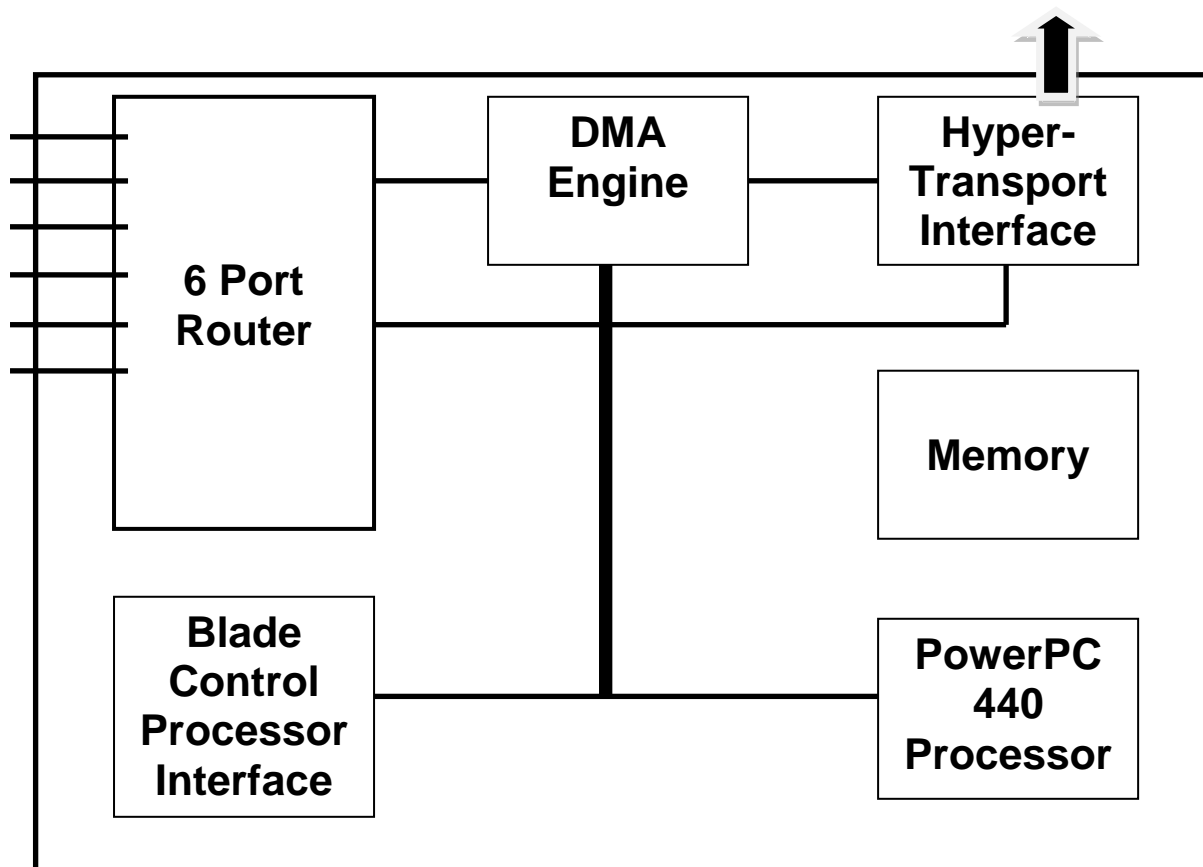 6 Port
Router
DMA
Engine
Hyper-
Transport
Interface
Memory
Blade
Control
Processor
Interface
PowerPC
440
Processor